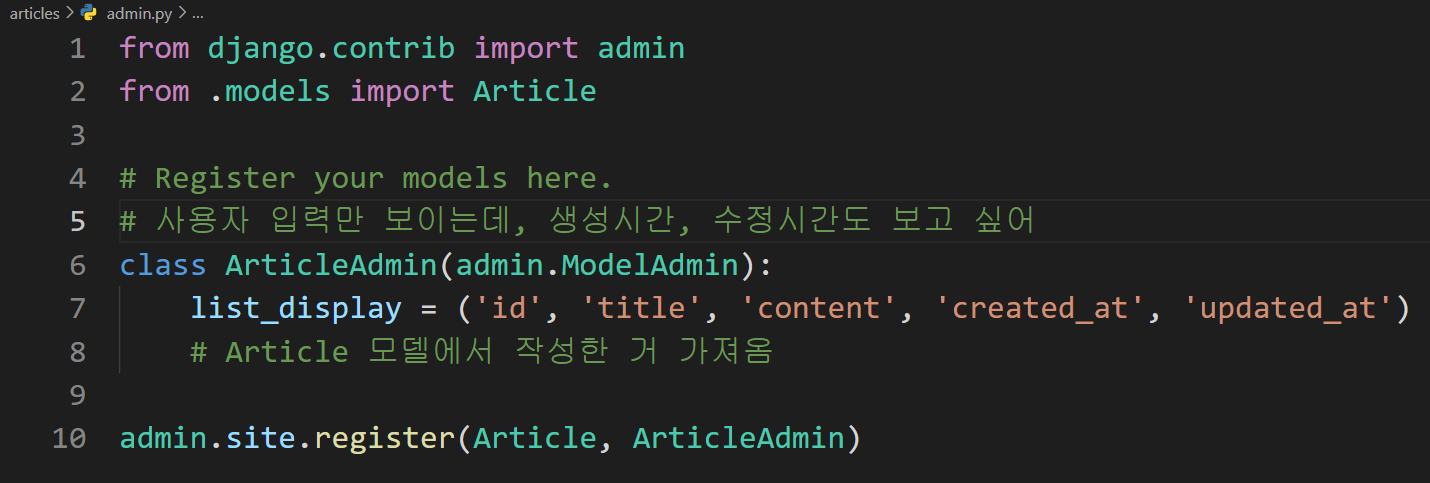 articles > admin.py > ...
1 from django.contrib import admin
2 from .models import Article
3
4 # Register your models here.
5 # 사용자 입력만 보이는데, 생성시간, 수정시간도 보고 싶어
6 class ArticleAdmin(admin.ModelAdmin):
7     list_display = ('id', 'title', 'content', 'created_at', 'updated_at')
8     # Article 모델에서 작성한 거 가져옴
9
10 admin.site.register(Article, ArticleAdmin)